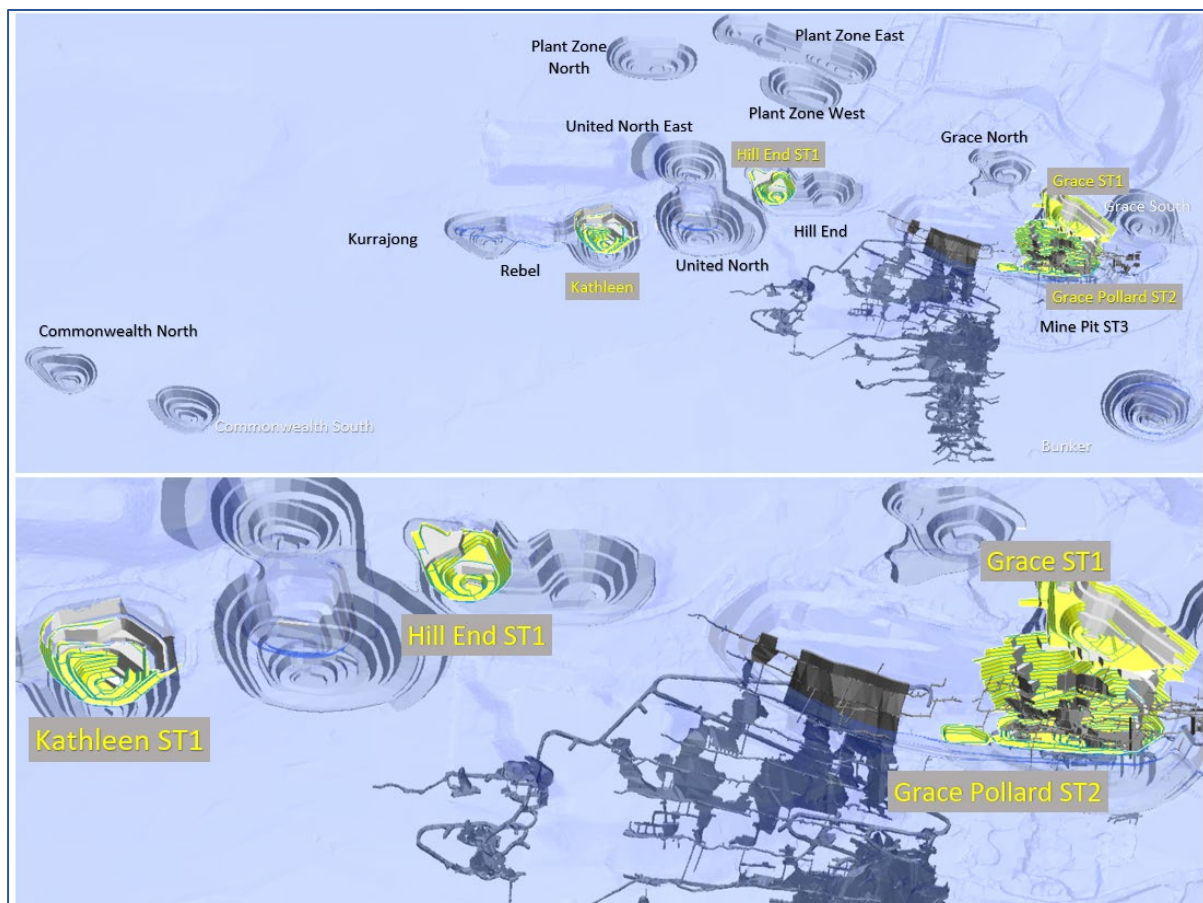 Plant Zone East
Plant Zone
North
Plant Zone West
United North East
Hill End ST1
Grace North
Grace ST1
Grace South
Kurrajong
Rebel
Kathleen
United North
Hill End
Grace Pollard ST2
Mine Pit ST3
Commonwealth North
Commonwealth South
Bunker
Grace ST1
Hill End ST1
Kathleen ST1
Grace Pollard ST2